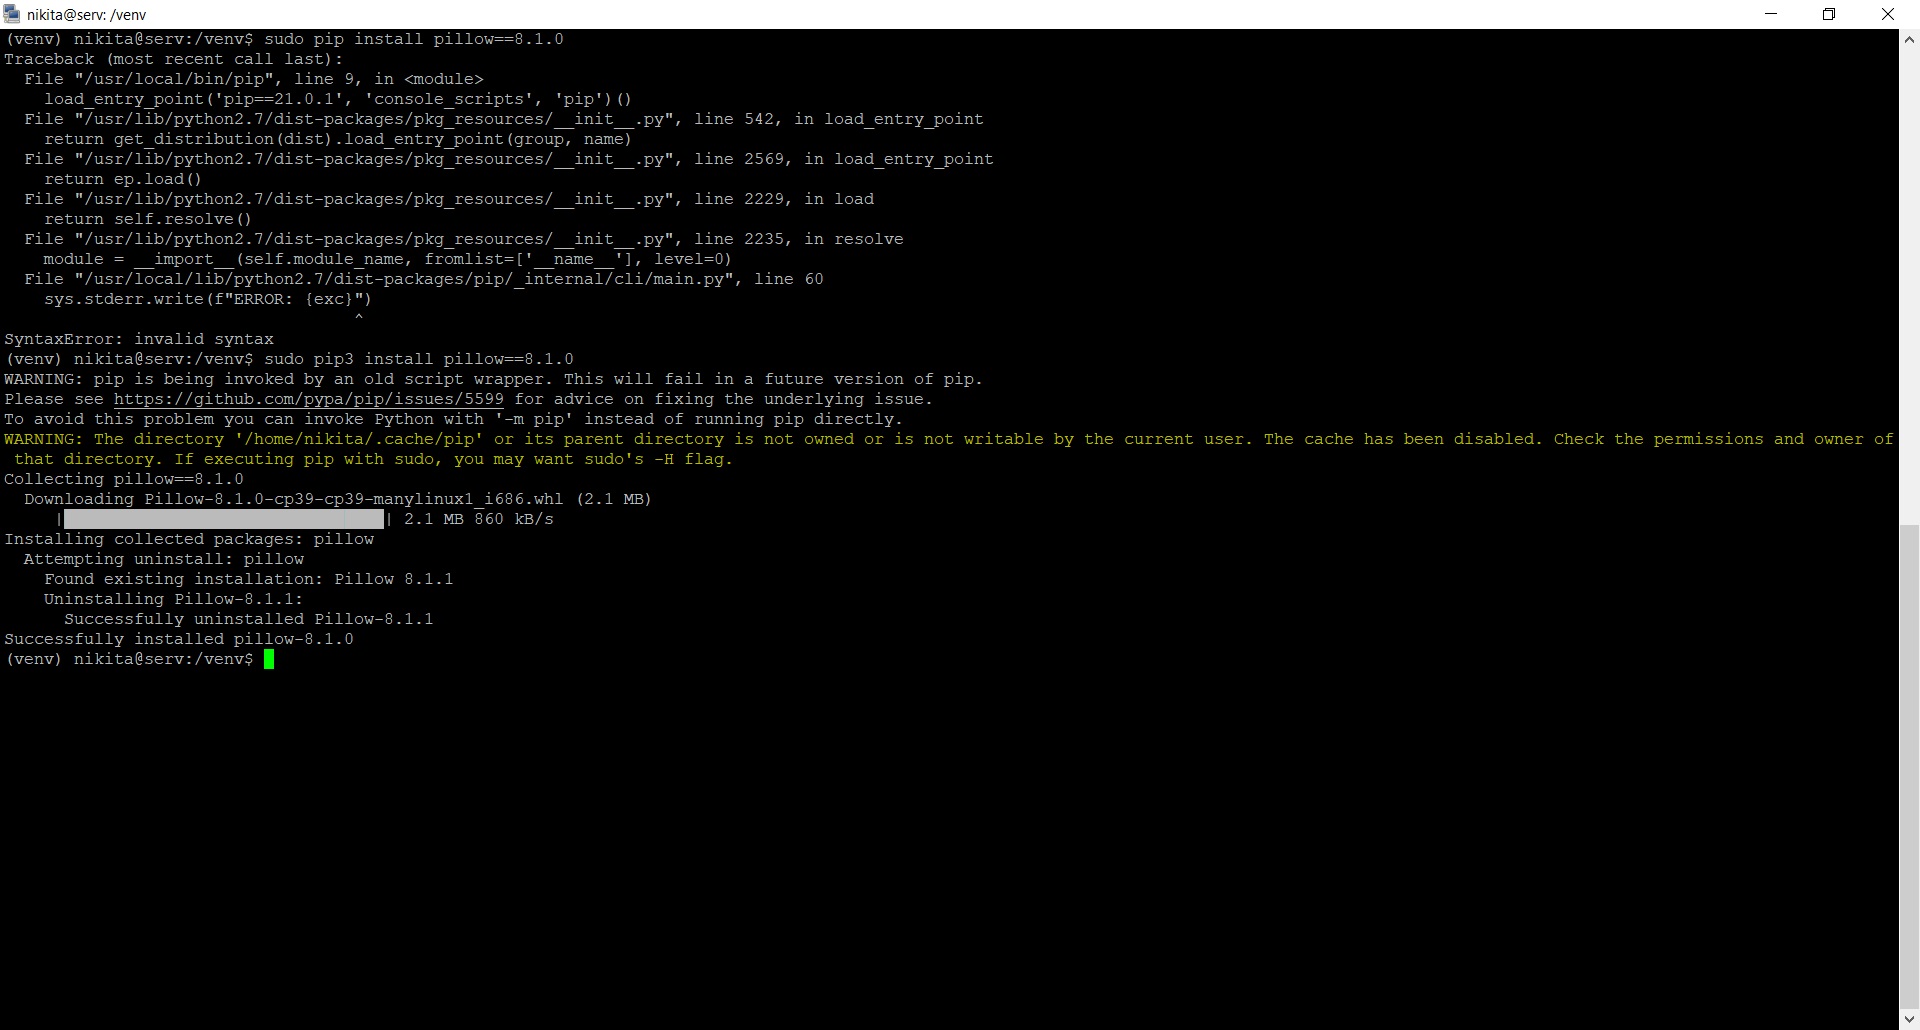 nikita@serv: /venv
(venv) nikita@serv:/venv$ sudo pip install pillow==8.1.0
Traceback (most recent call last):
  File "/usr/local/bin/pip", line 9, in <module>
    load_entry_point('pip==21.0.1', 'console_scripts', 'pip')()
  File "/usr/lib/python2.7/dist-packages/pkg_resources/__init__.py", line 542, in load_entry_point
    return get_distribution(dist).load_entry_point(group, name)
  File "/usr/lib/python2.7/dist-packages/pkg_resources/__init__.py", line 2569, in load_entry_point
    return ep.load()
  File "/usr/lib/python2.7/dist-packages/pkg_resources/__init__.py", line 2229, in load
    return self.resolve()
  File "/usr/lib/python2.7/dist-packages/pkg_resources/__init__.py", line 2235, in resolve
    module = __import__(self.module_name, fromlist=['__name__'], level=0)
  File "/usr/local/lib/python2.7/dist-packages/pip/_internal/cli/main.py", line 60
    sys.stderr.write(f"ERROR: {exc}")
                                   ^
SyntaxError: invalid syntax
(venv) nikita@serv:/venv$ sudo pip3 install pillow==8.1.0
WARNING: pip is being invoked by an old script wrapper. This will fail in a future version of pip.
Please see https://github.com/pypa/pip/issues/5599 for advice on fixing the underlying issue.
To avoid this problem you can invoke Python with '-m pip' instead of running pip directly.
WARNING: The directory '/home/nikita/.cache/pip' or its parent directory is not owned or is not writable by the current user. The cache has been disabled. Check the permissions and owner of
 that directory. If executing pip with sudo, you may want sudo's -H flag.
Collecting pillow==8.1.0
  Downloading Pillow-8.1.0-cp39-cp39-manylinux1_i686.whl (2.1 MB)
     |████████████████████████████████| 2.1 MB 860 kB/s
Installing collected packages: pillow
  Attempting uninstall: pillow
    Found existing installation: Pillow 8.1.1
    Uninstalling Pillow-8.1.1:
      Successfully uninstalled Pillow-8.1.1
Successfully installed pillow-8.1.0
(venv) nikita@serv:/venv$